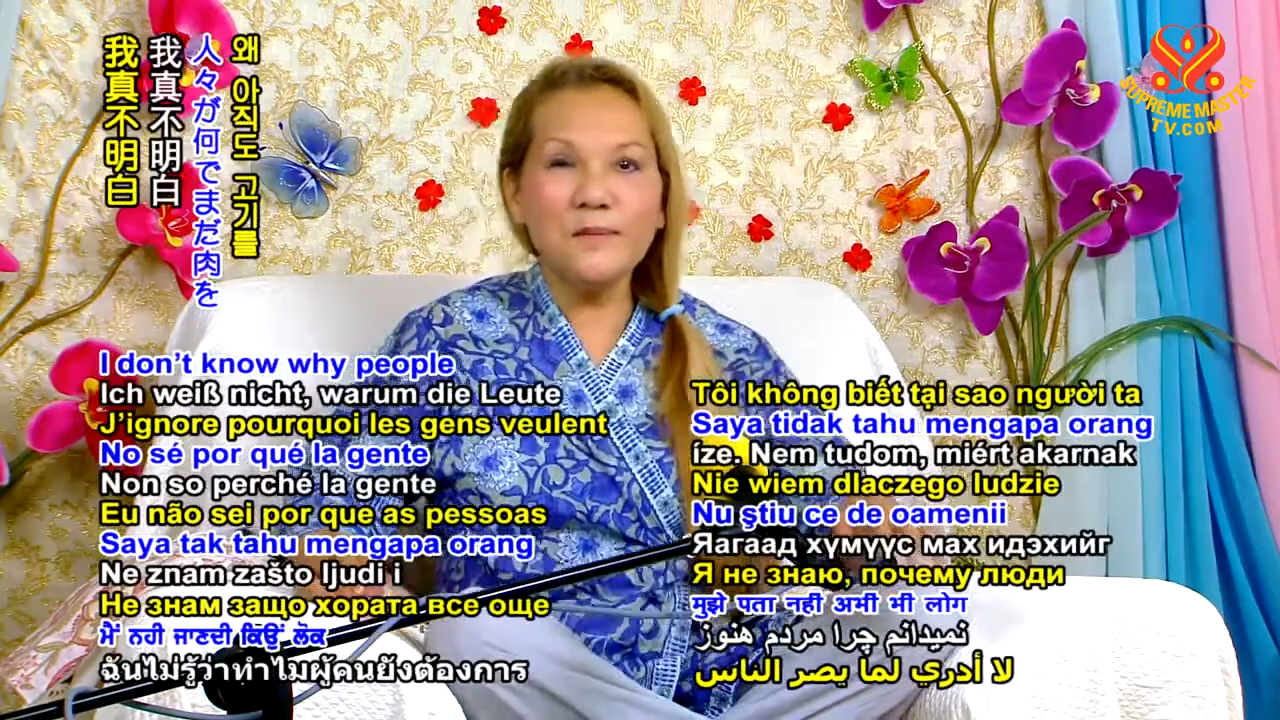 왜 아직도 고기를
人々が何でまだ肉を
我真不明白
我真不明白
SUPREME MASTER
TV.COM
I don't know why people
Ich weiß nicht, warum die Leute
J'ignore pourquoi les gens veulent
No sé por qué la gente
Non so perché la gente
Eu não sei por que as pessoas
Saya tak tahu mengapa orang
Ne znam zašto ljudi i
Не знам защо хората все още
ਮੈਂ ਨਹੀ ਜਾਣਦੀ ਕਿਉਂ ਲੋਕ
ฉันไม่รู้ว่าทำไมผู้คนยังต้องการ
Tôi không biết tại sao người ta
Saya tidak tahu mengapa orang
íze. Nem tudom, miért akarnak
Nie wiem dlaczego ludzie
Nu ştiu ce de oamenii
Яагаад хүмүүс мах идэхийг
Я не знаю, почему люди
मुझे पता नहीं अभी भी लोग
نمیدانم چرا مردم هنوز
لا أدري لما يصر الناس